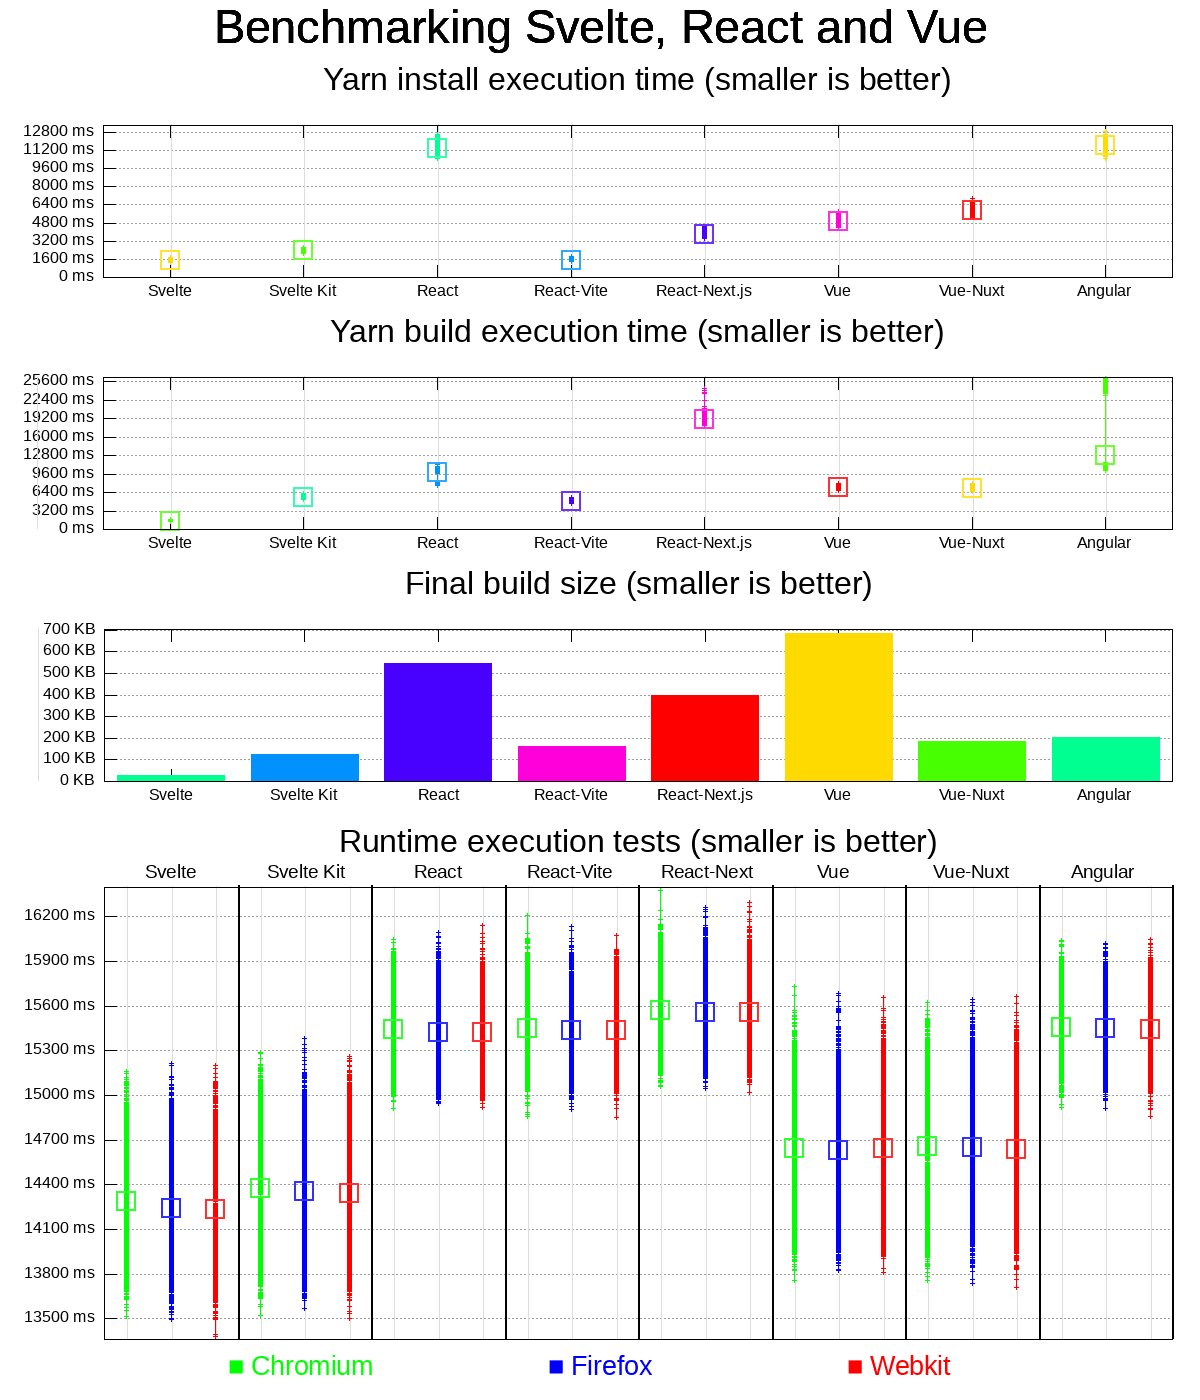 Benchmarking Svelte, React and Vue
Yarn install execution time (smaller is better)
12800 ms
11200 ms
9600 ms
8000 ms
6400 ms
4800 ms
3200 ms
1600 ms
0 ms
Svelte Svelte Kit React React-Vite React-Next.js Vue Vue-Nuxt Angular
Yarn build execution time (smaller is better)
25600 ms
22400 ms
19200 ms
16000 ms
12800 ms
9600 ms
6400 ms
3200 ms
0 ms
Svelte Svelte Kit React React-Vite React-Next.js Vue Vue-Nuxt Angular
Final build size (smaller is better)
700 KB
600 KB
500 KB
400 KB
300 KB
200 KB
100 KB
0 KB
Svelte Svelte Kit React React-Vite React-Next.js Vue Vue-Nuxt Angular
Runtime execution tests (smaller is better)
Svelte Svelte Kit React React-Vite React-Next Vue Vue-Nuxt Angular
16200 ms
15900 ms
15600 ms
15300 ms
15000 ms
14700 ms
14400 ms
14100 ms
13800 ms
13500 ms
Chromium Firefox Webkit